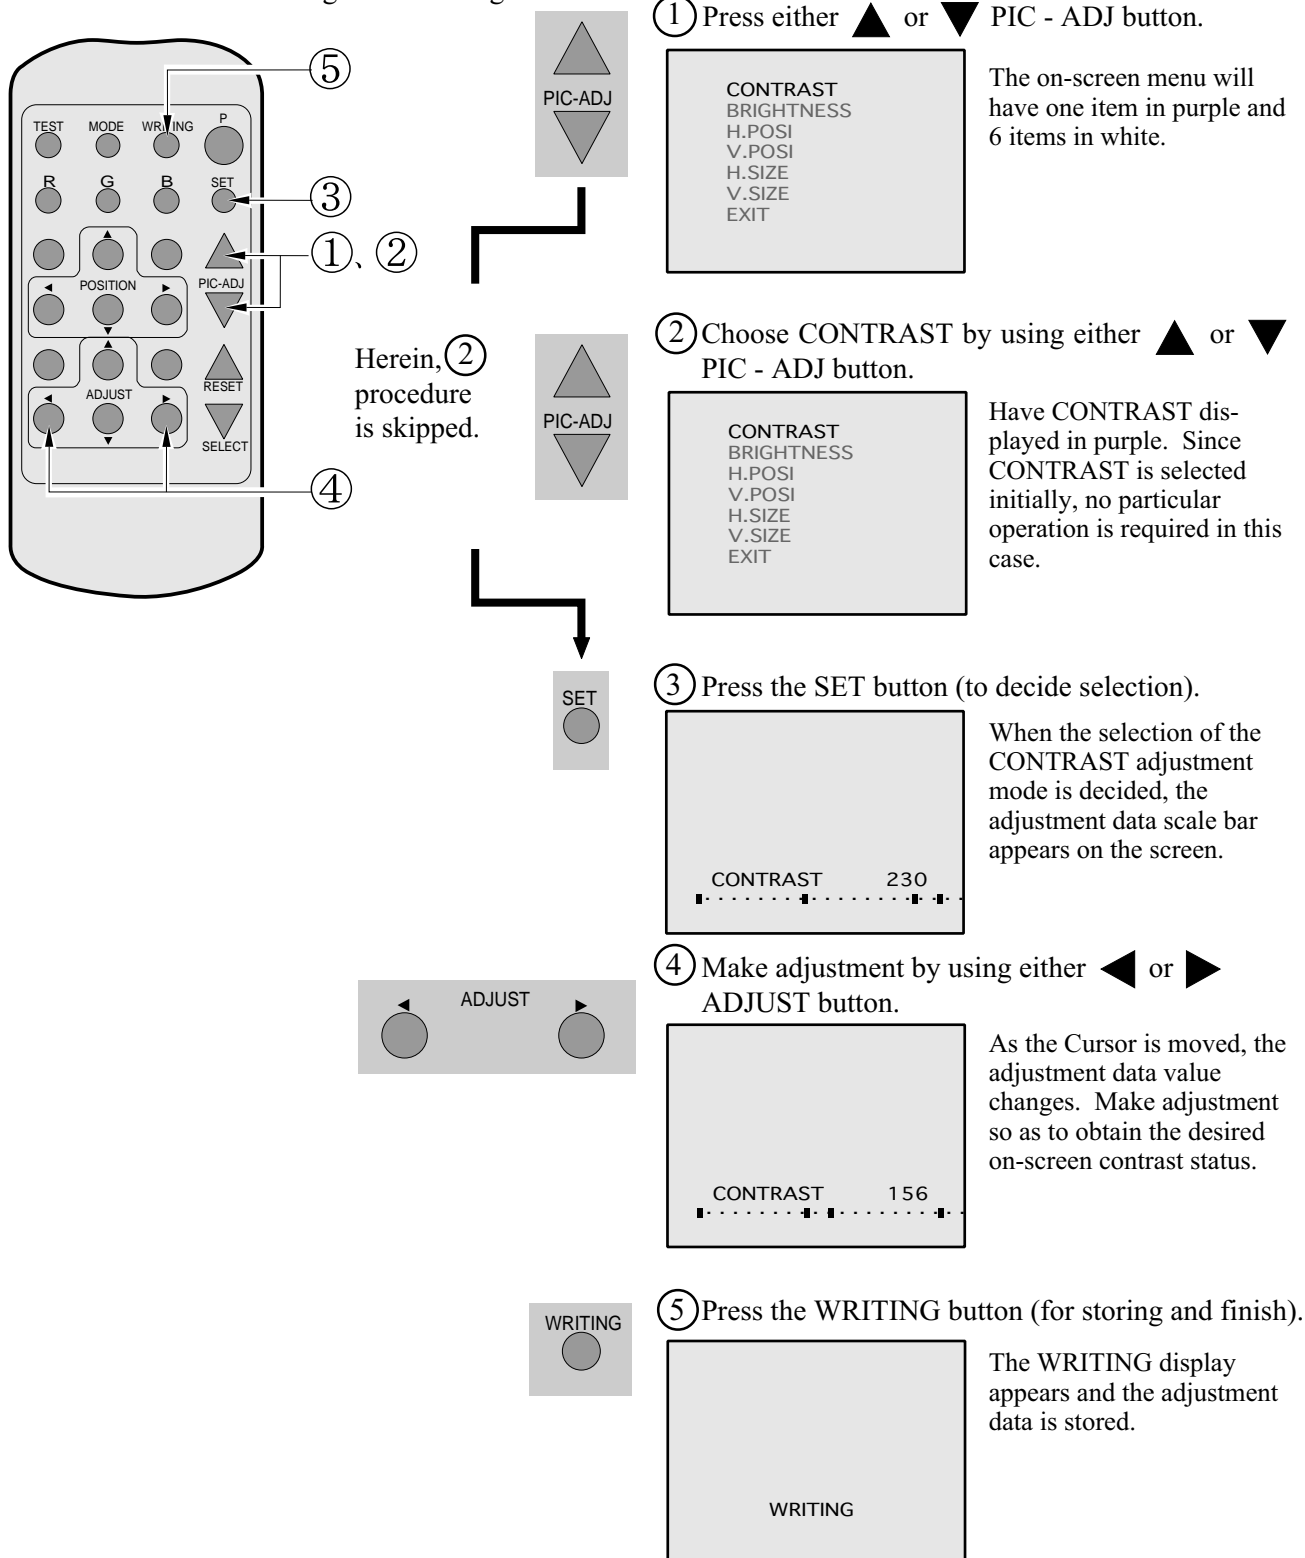 ① Press either ▲ or ▼ PIC - ADJ button.
⑤
PIC-ADJ
CONTRAST
BRIGHTNESS
H.POSI
V.POSI
H.SIZE
V.SIZE
EXIT
The on-screen menu will
have one item in purple and
6 items in white.
TEST MODE WRITING P
R G B SET
③
①、②
POSITION
PIC-ADJ
RESET
ADJUST
SELECT
④
Herein, ②
procedure
is skipped.
PIC-ADJ
② Choose CONTRAST by using either ▲ or ▼
PIC - ADJ button.
CONTRAST
BRIGHTNESS
H.POSI
V.POSI
H.SIZE
V.SIZE
EXIT
Have CONTRAST dis-
played in purple. Since
CONTRAST is selected
initially, no particular
operation is required in this
case.
SET
③ Press the SET button (to decide selection).
When the selection of the
CONTRAST adjustment
mode is decided, the
adjustment data scale bar
appears on the screen.
CONTRAST 230
④ Make adjustment by using either ◀ or ▶
ADJUST button.
ADJUST
As the Cursor is moved, the
adjustment data value
changes. Make adjustment
so as to obtain the desired
on-screen contrast status.
CONTRAST 156
WRITING
⑤ Press the WRITING button (for storing and finish).
The WRITING display
appears and the adjustment
data is stored.
WRITING